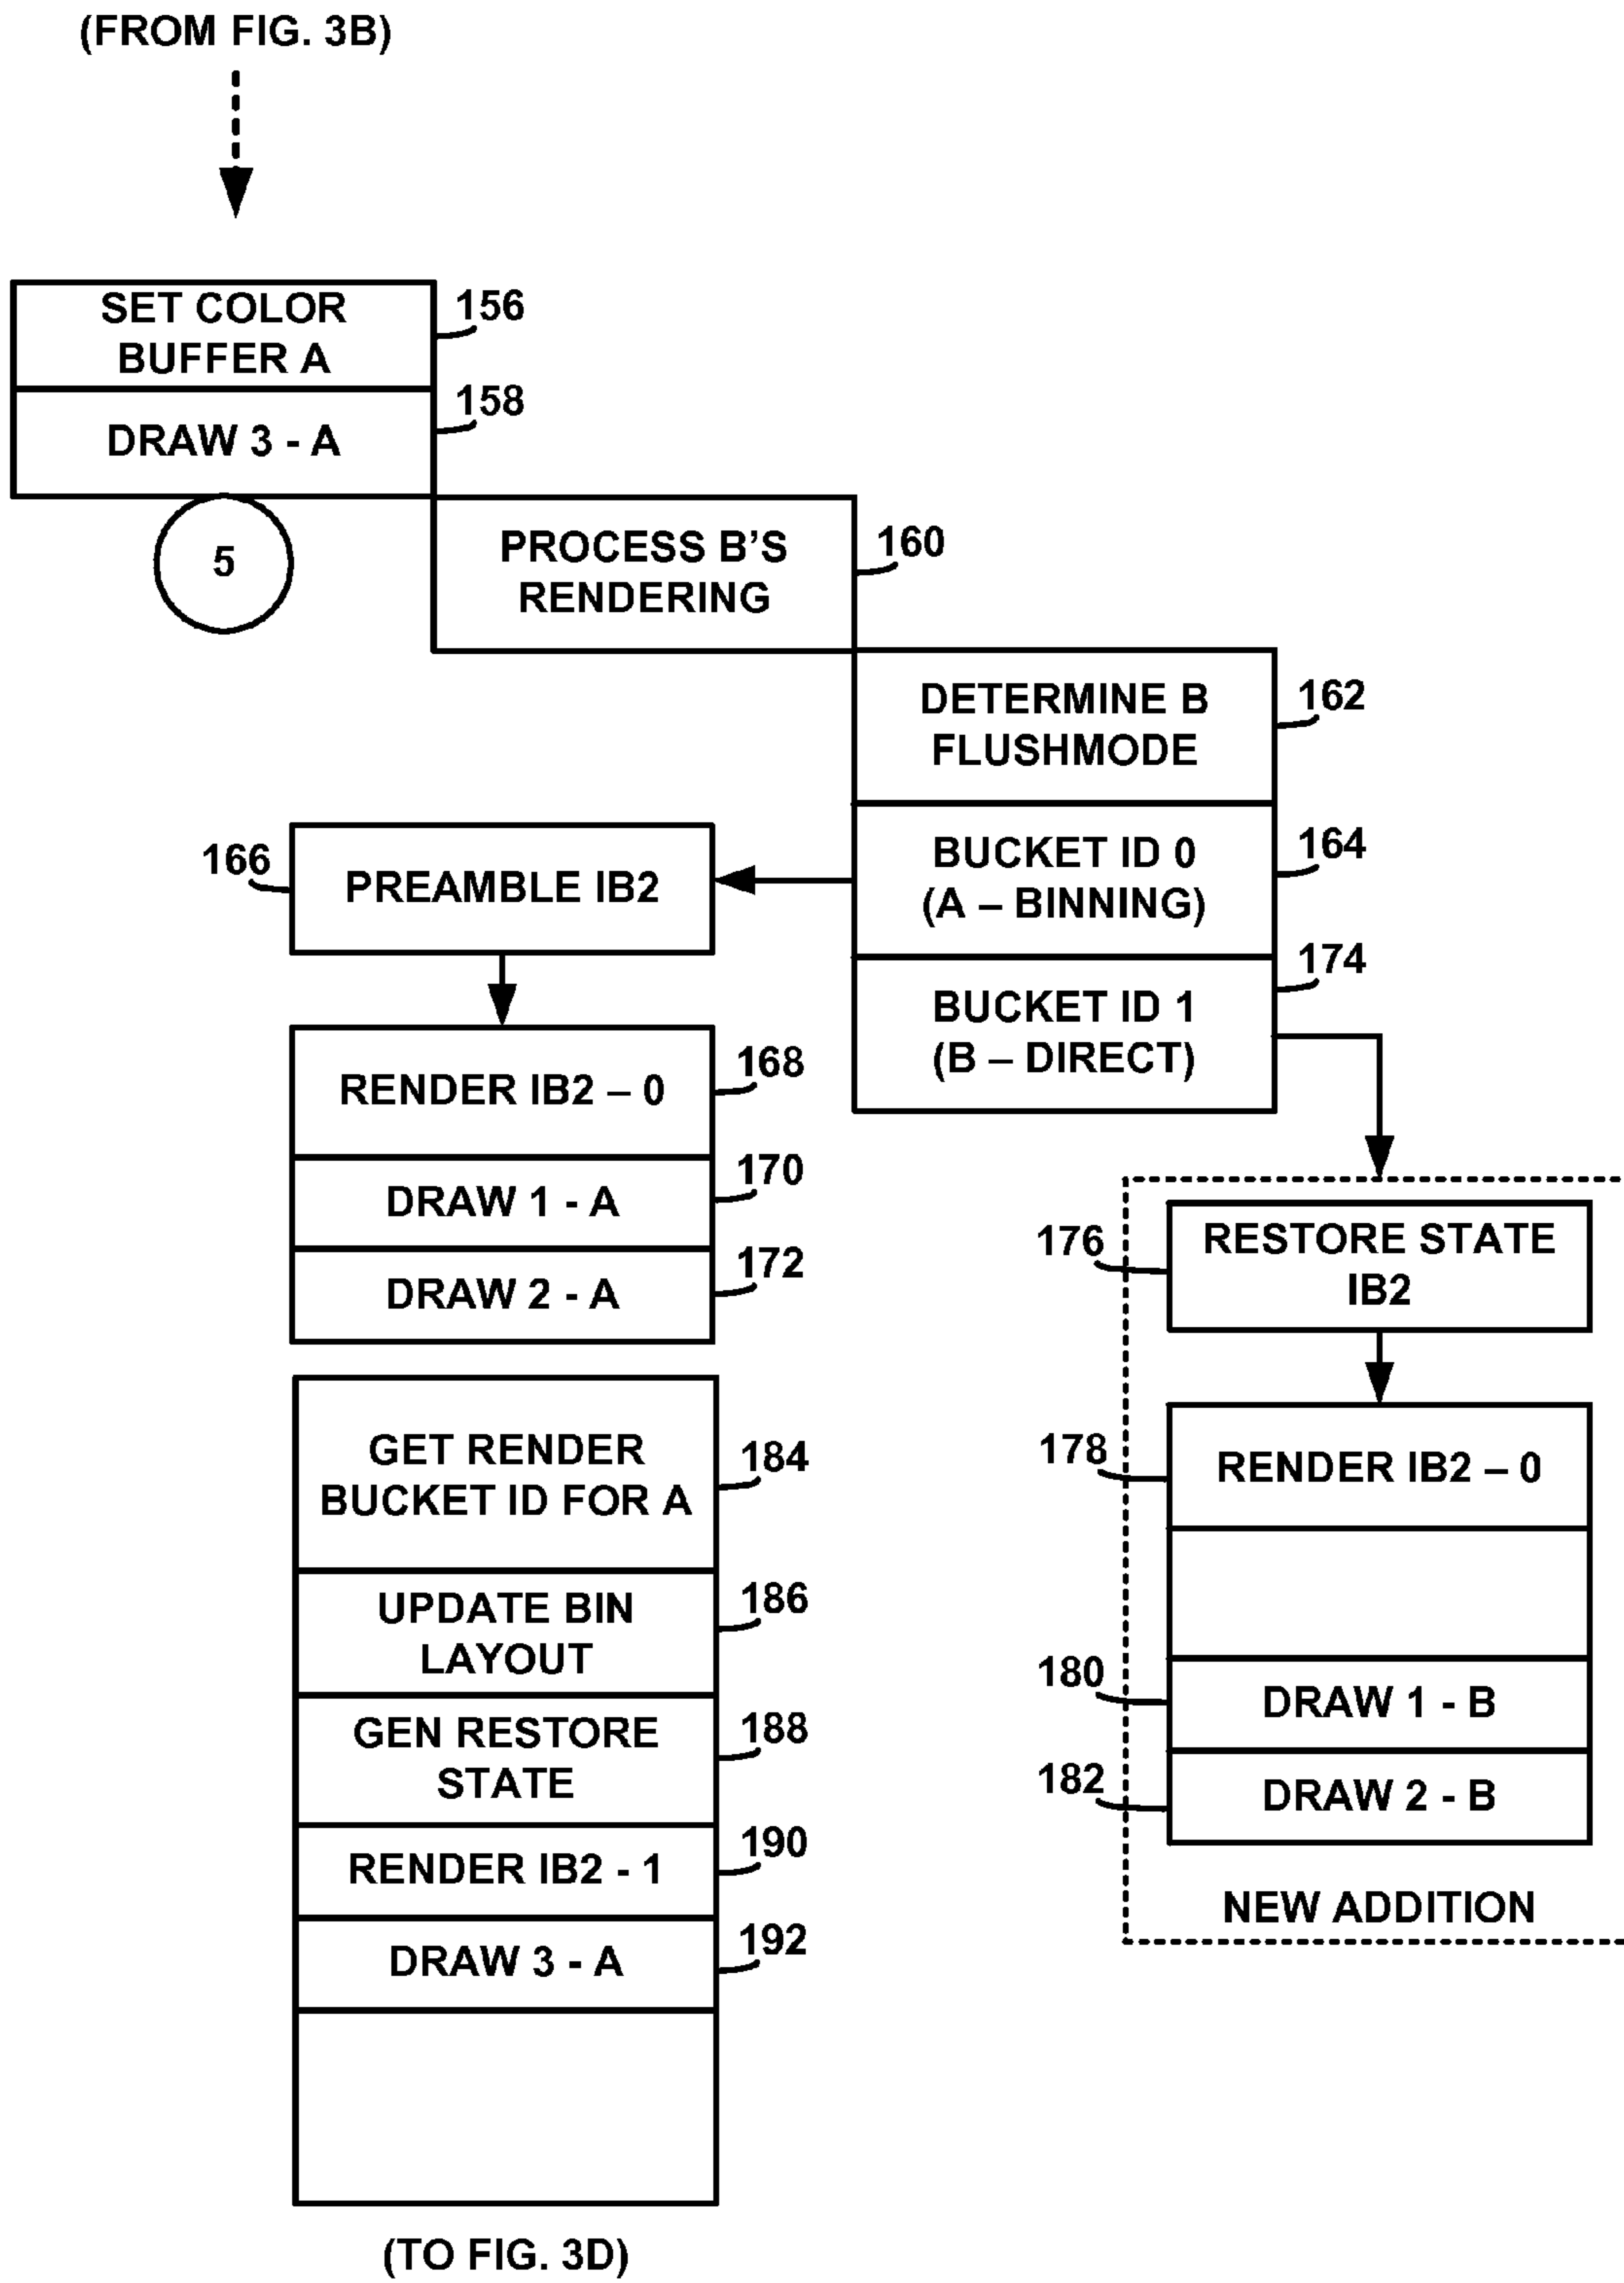 (FROM FIG. 3B)
SET COLOR
BUFFER A
156
DRAW 3 - A
158
5
PROCESS B'S
RENDERING
160
DETERMINE B
FLUSHMODE
162
BUCKET ID 0
(A – BINNING)
164
166
PREAMBLE IB2
BUCKET ID 1
(B – DIRECT)
174
RENDER IB2 – 0
168
DRAW 1 - A
170
DRAW 2 - A
172
176
RESTORE STATE
IB2
178
RENDER IB2 – 0
180
DRAW 1 - B
182
DRAW 2 - B
NEW ADDITION
GET RENDER
BUCKET ID FOR A
184
UPDATE BIN
LAYOUT
186
GEN RESTORE
STATE
188
RENDER IB2 - 1
190
DRAW 3 - A
192
(TO FIG. 3D)